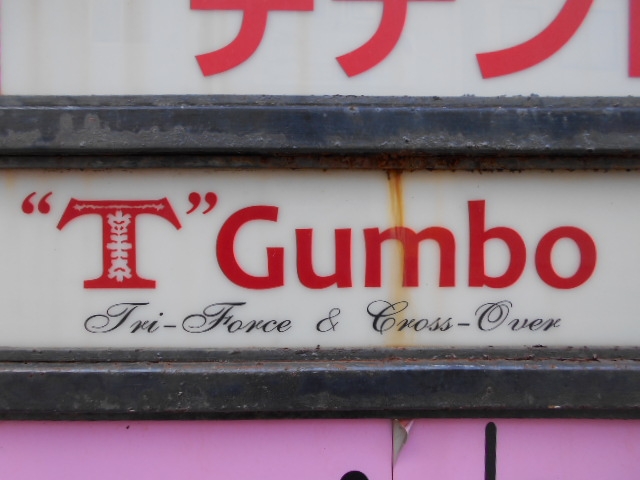 "T" Gumbo
Tri-Force & Cross-Over